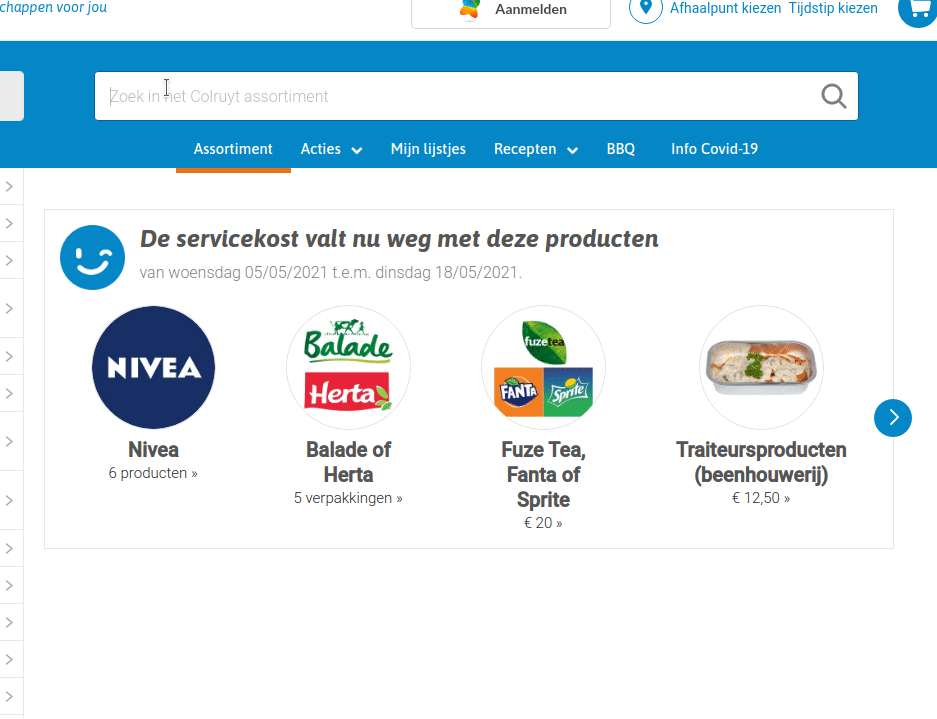 chappen voor jou
Aanmelden
Afhaalpunt kiezen Tijdstip kiezen
Zoek in het Colruyt assortiment
Assortiment Acties Mijn lijstjes Recepten BBQ Info Covid-19
De servicekost valt nu weg met deze producten
van woensdag 05/05/2021 t.e.m. dinsdag 18/05/2021.
NIVEA
Balade
Herta
fuzetea
FANTA
Sprite
Nivea
6 producten »
Balade of
Herta
5 verpakkingen »
Fuze Tea,
Fanta of
Sprite
€ 20 »
Traiteursproducten
(beenhouwerij)
€ 12,50 »